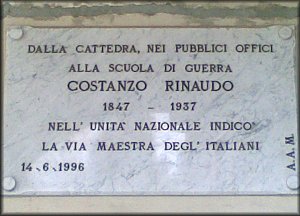 DALLA CATTEDRA, NEI PUBBLICI OFFICI
ALLA SCUOLA DI GUERRA
COSTANZO RINAUDO
1847 - 1937
NELL' UNITA' NAZIONALE INDICO'
LA VIA MAESTRA DEGL' ITALIANI
14-6-1996
A.A.M.